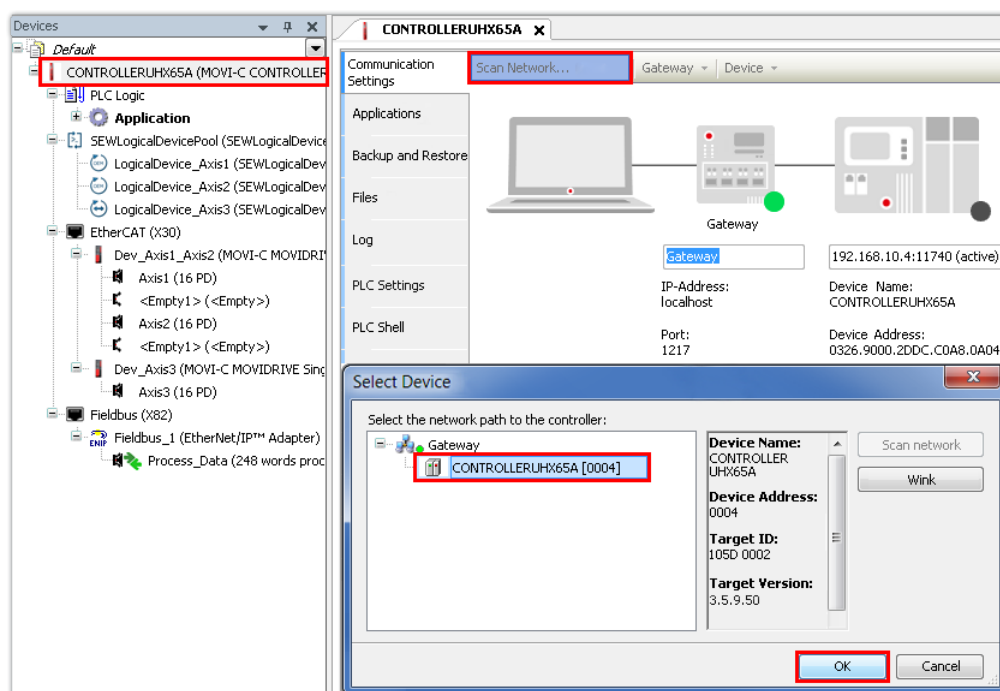 Devices
Default
CONTROLLERUHX65A (MOVI-C CONTROLLER
PLC Logic
Application
SEWLogicalDevicePool (SEWLogicalDevice
LogicalDevice_Axis1 (SEWLogicalDev
LogicalDevice_Axis2 (SEWLogicalDev
LogicalDevice_Axis3 (SEWLogicalDev
EtherCAT (X30)
Dev_Axis1_Axis2 (MOVI-C MOVIDRI
Axis1 (16 PD)
<Empty1> (<Empty>)
Axis2 (16 PD)
<Empty1> (<Empty>)
Dev_Axis3 (MOVI-C MOVIDRIVE Sing
Axis3 (16 PD)
Fieldbus (X82)
ENIP
Fieldbus_1 (EtherNet/IP™ Adapter)
Process_Data (248 words proc
CONTROLLERUHX65A
Communication
Settings
Applications
Backup and Restore
Files
Log
PLC Settings
PLC Shell
Scan Network...
Gateway
Device
Gateway
Gateway
192.168.10.4:11740 (active)
IP-Address:
localhost
Device Name:
CONTROLLERUHX65A
Port:
1217
Device Address:
0326.9000.2DDC.C0A8.0A04
Select Device
Select the network path to the controller:
Gateway
CONTROLLERUHX65A [0004]
Device Name:
CONTROLLER
UHX65A
Device Address:
0004
Target ID:
105D 0002
Target Version:
3.5.9.50
Scan network
Wink
OK
Cancel